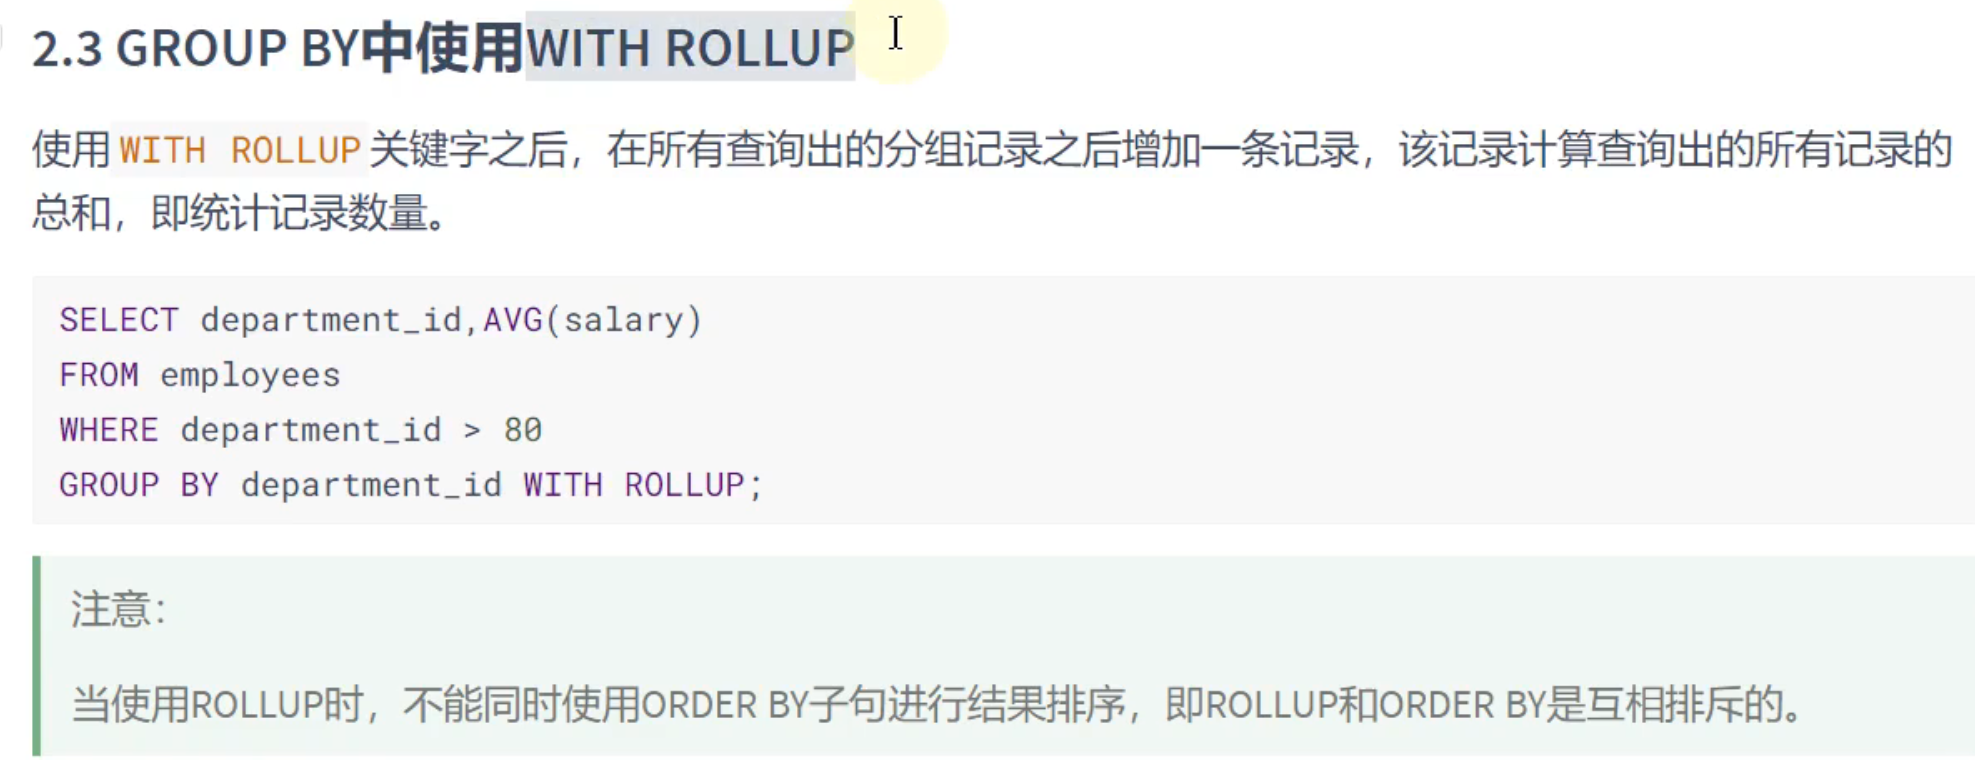 2.3 GROUP BY中使用WITH ROLLUP
使用WITH ROLLUP关键字之后，在所有查询出的分组记录之后增加一条记录，该记录计算查询出的所有记录的
总和，即统计记录数量。
SELECT department_id,AVG(salary)
FROM employees
WHERE department_id > 80
GROUP BY department_id WITH ROLLUP;
注意：
当使用ROLLUP时，不能同时使用ORDER BY子句进行结果排序，即ROLLUP和ORDER BY是互相排斥的。